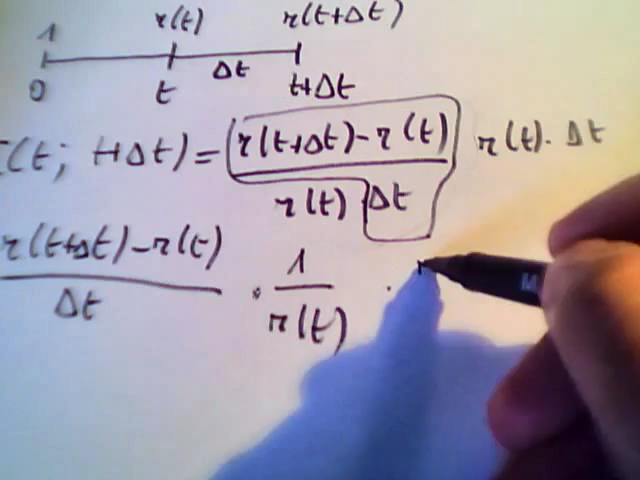 1 r(t) r(t+Δt)
Δt
0 t t+Δt
(t; t+Δt) = r(t+Δt) - r(t) / r(t) Δt r(t) · Δt
r(t+Δt) - r(t) / Δt · 1 / r(t) ·